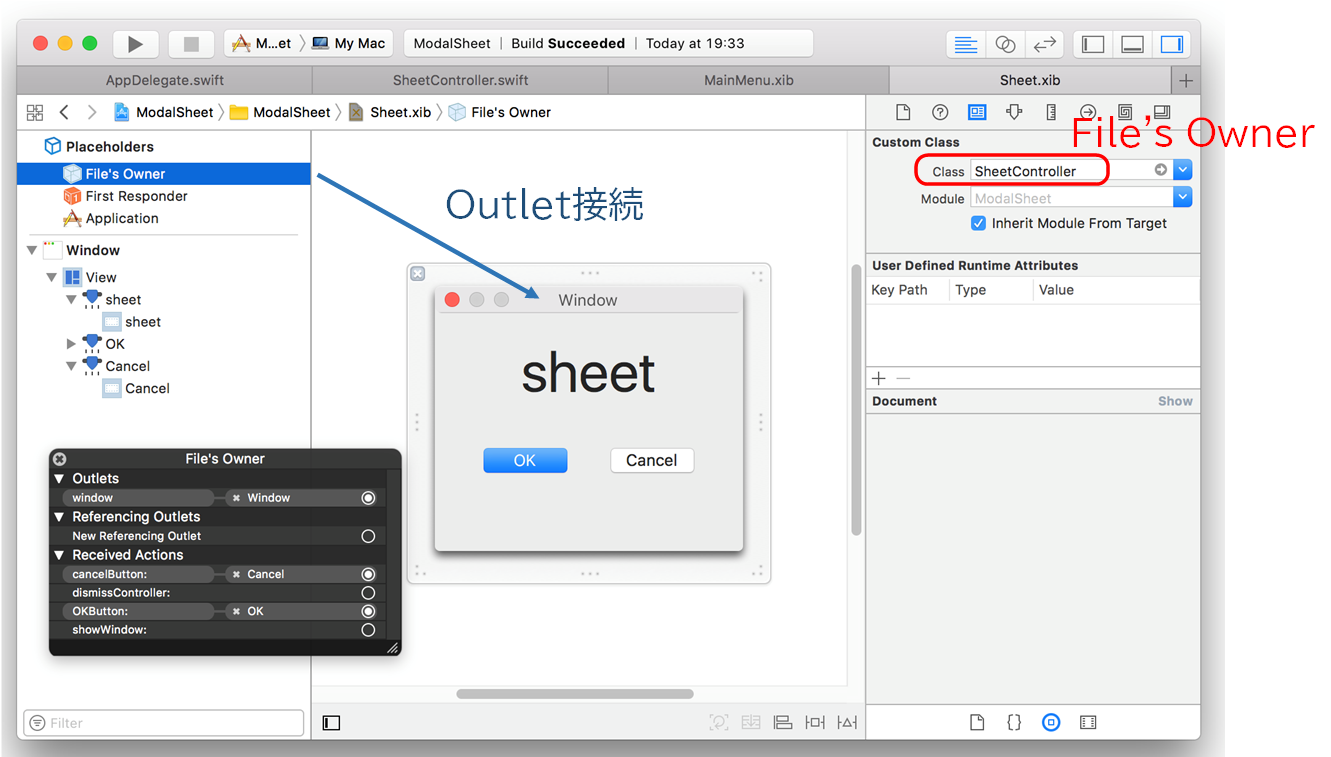 M...et 〉 My Mac
ModalSheet | Build Succeeded | Today at 19:33
AppDelegate.swift
SheetController.swift
MainMenu.xib
Sheet.xib
ModalSheet 〉 ModalSheet 〉 Sheet.xib 〉 File's Owner
Placeholders
File's Owner
First Responder
Application
Window
View
sheet
sheet
OK
Cancel
Cancel
Outlet接続
Window
sheet
OK
Cancel
File's Owner
Outlets
window
Window
Referencing Outlets
New Referencing Outlet
Received Actions
cancelButton:
Cancel
dismissController:
OKButton:
OK
showWindow:
Filter
File’s Owner
Custom Class
Class
SheetController
Module
ModalSheet
Inherit Module From Target
User Defined Runtime Attributes
Key Path
Type
Value
Document
Show